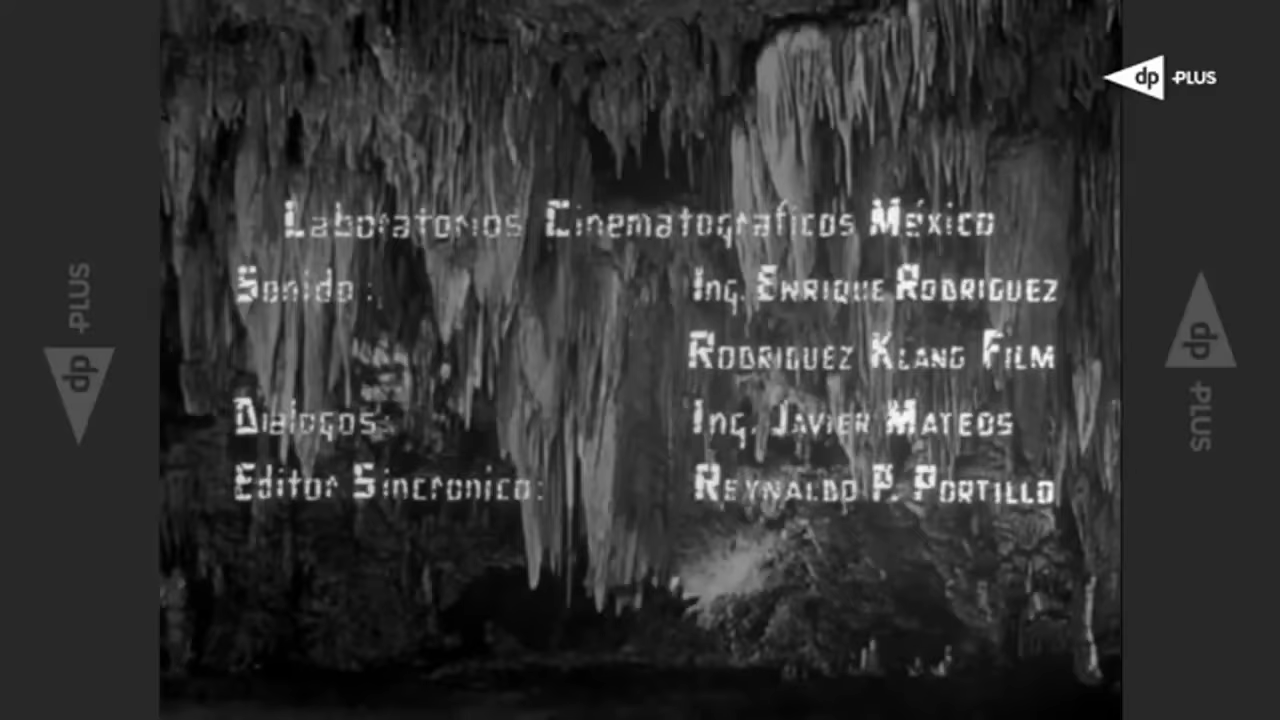 dp +PLUS
Laboratorios Cinematograficos México
Sonido: Ing. ENRIQUE RODRIGUEZ
RODRIGUEZ KLANG FILM
Dialogos: Ing. JAVIER MATEOS
Editor Sincronico: REYNALDO P. PORTILLO
dp +PLUS
dp +PLUS